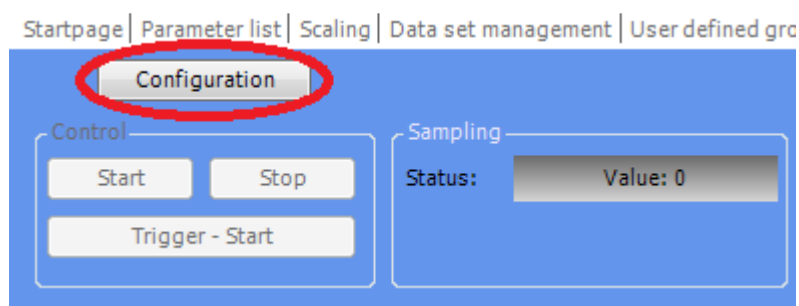 Startpage | Parameter list | Scaling | Data set management | User defined gro
Configuration
Control
Sampling
Start
Stop
Status:
Value: 0
Trigger - Start